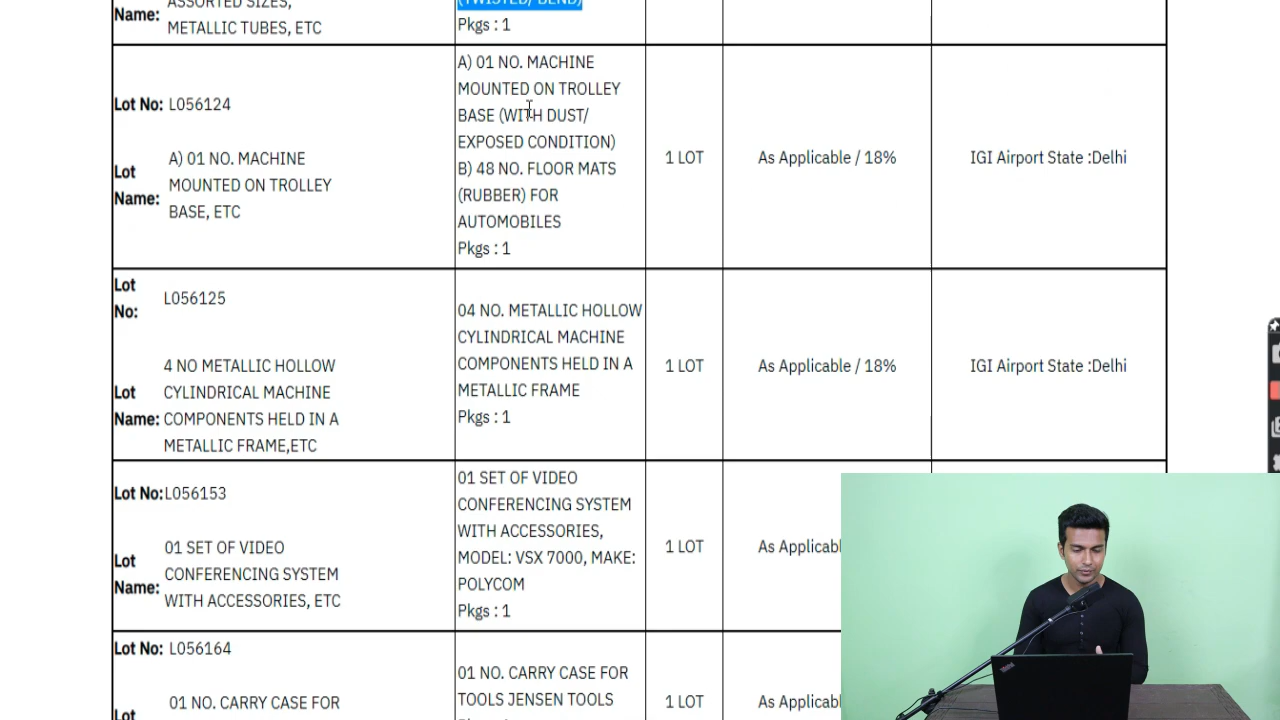 ASSORTED SIZES,
Name:
METALLIC TUBES, ETC
(TWISTED/ BEND)
Pkgs : 1
Lot No: L056124
Lot Name: A) 01 NO. MACHINE
MOUNTED ON TROLLEY
BASE, ETC
A) 01 NO. MACHINE
MOUNTED ON TROLLEY
BASE (WITH DUST/
EXPOSED CONDITION)
B) 48 NO. FLOOR MATS
(RUBBER) FOR
AUTOMOBILES
Pkgs : 1
1 LOT
As Applicable / 18%
IGI Airport State :Delhi
Lot No: L056125
Lot Name: 4 NO METALLIC HOLLOW
CYLINDRICAL MACHINE
COMPONENTS HELD IN A
METALLIC FRAME,ETC
04 NO. METALLIC HOLLOW
CYLINDRICAL MACHINE
COMPONENTS HELD IN A
METALLIC FRAME
Pkgs : 1
1 LOT
As Applicable / 18%
IGI Airport State :Delhi
Lot No: L056153
Lot Name: 01 SET OF VIDEO
CONFERENCING SYSTEM
WITH ACCESSORIES, ETC
01 SET OF VIDEO
CONFERENCING SYSTEM
WITH ACCESSORIES,
MODEL: VSX 7000, MAKE:
POLYCOM
Pkgs : 1
1 LOT
As Applicabl
Lot No: L056164
Lot 01 NO. CARRY CASE FOR
01 NO. CARRY CASE FOR
TOOLS JENSEN TOOLS
1 LOT
As Applicabl